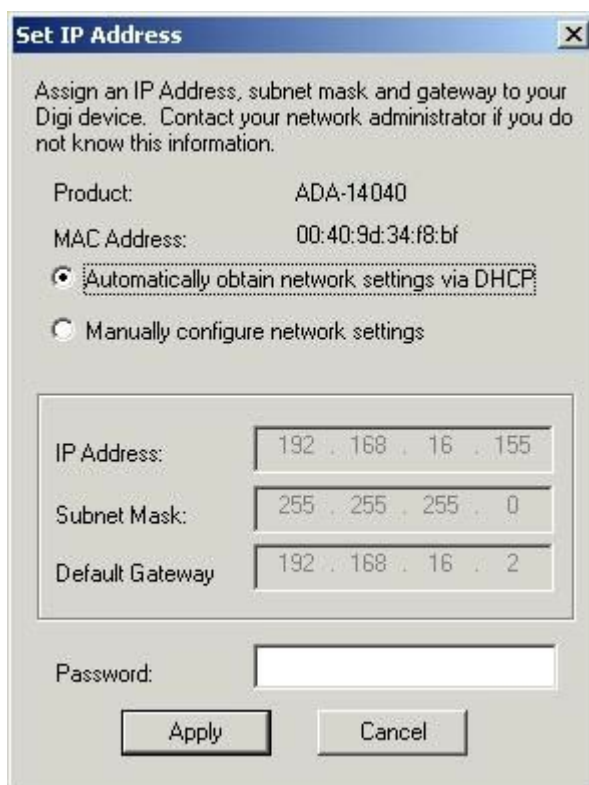 Set IP Address
Assign an IP Address, subnet mask and gateway to your
Digi device.  Contact your network administrator if you do
not know this information.
Product: ADA-14040
MAC Address: 00:40:9d:34:f8:bf
Automatically obtain network settings via DHCP
Manually configure network settings
IP Address: 192 . 168 . 16 . 155
Subnet Mask: 255 . 255 . 255 . 0
Default Gateway 192 . 168 . 16 . 2
Password:
Apply Cancel